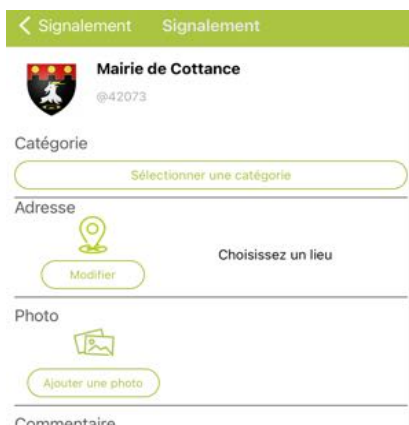 Signalement Signalement
Mairie de Cottance
@42073
Catégorie
Sélectionner une catégorie
Adresse
Choisissez un lieu
Modifier
Photo
Ajouter une photo
Commentaire